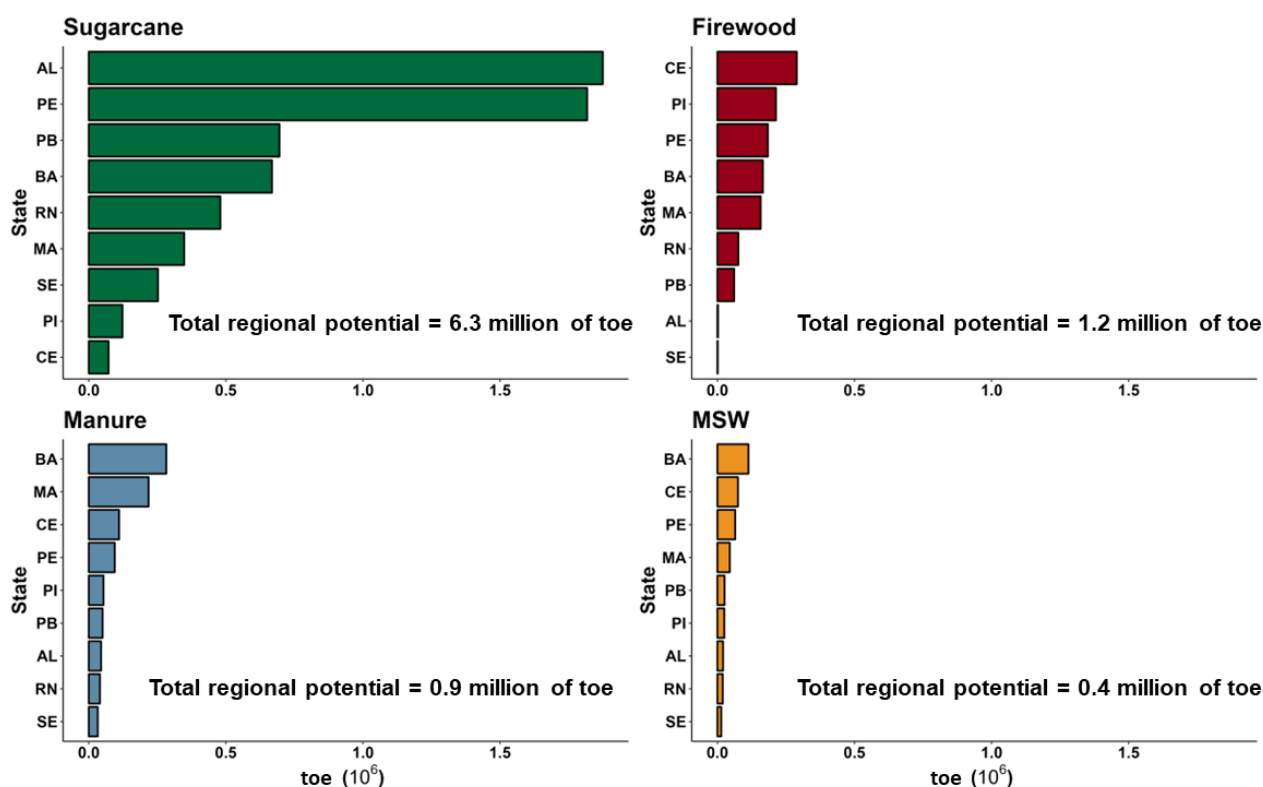 Sugarcane
State
AL
PE
PB
BA
RN
MA
SE
PI
CE
Total regional potential = 6.3 million of toe
0.0 0.5 1.0 1.5
Firewood
State
CE
PI
PE
BA
MA
RN
PB
AL
SE
Total regional potential = 1.2 million of toe
0.0 0.5 1.0 1.5
Manure
State
BA
MA
CE
PE
PI
PB
AL
RN
SE
Total regional potential = 0.9 million of toe
0.0 0.5 1.0 1.5
toe (10⁶)
MSW
State
BA
CE
PE
MA
PB
PI
AL
RN
SE
Total regional potential = 0.4 million of toe
0.0 0.5 1.0 1.5
toe (10⁶)